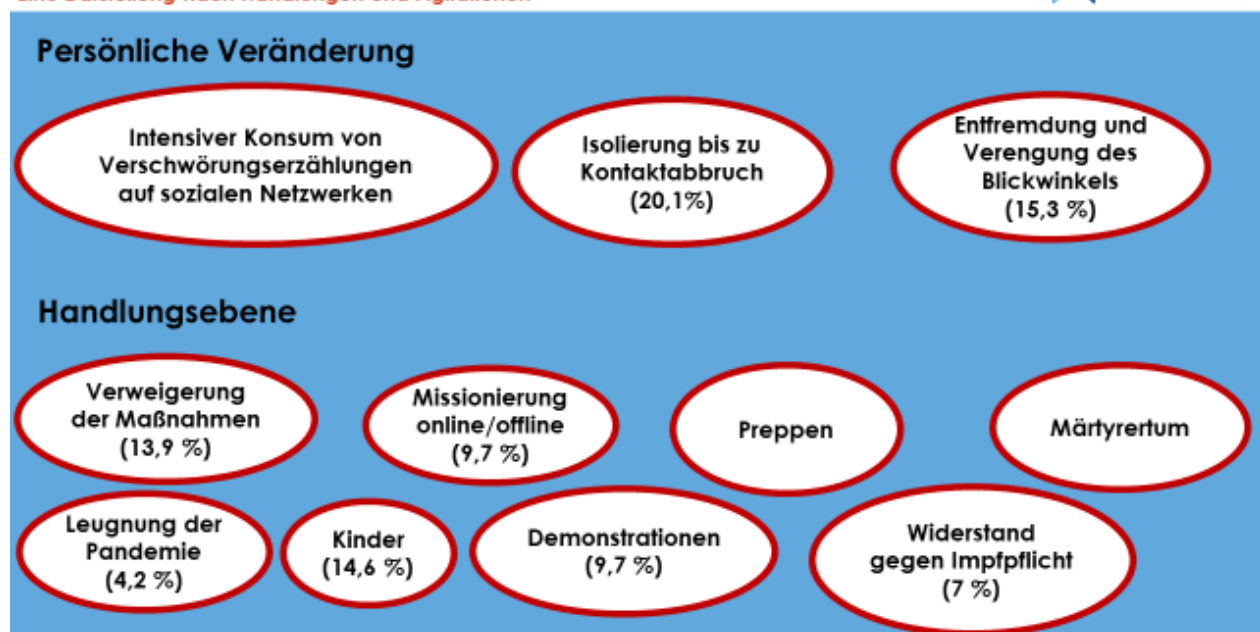 Persönliche Veränderung
Intensiver Konsum von
Verschwörungserzählungen
auf sozialen Netzwerken
Isolierung bis zu
Kontaktabbruch
(20,1%)
Entfremdung und
Verengung des
Blickwinkels
(15,3 %)
Handlungsebene
Verweigerung
der Maßnahmen
(13,9 %)
Missionierung
online/offline
(9,7 %)
Preppen
Märtyrertum
Leugnung der
Pandemie
(4,2 %)
Kinder
(14,6 %)
Demonstrationen
(9,7 %)
Widerstand
gegen Impfpflicht
(7 %)